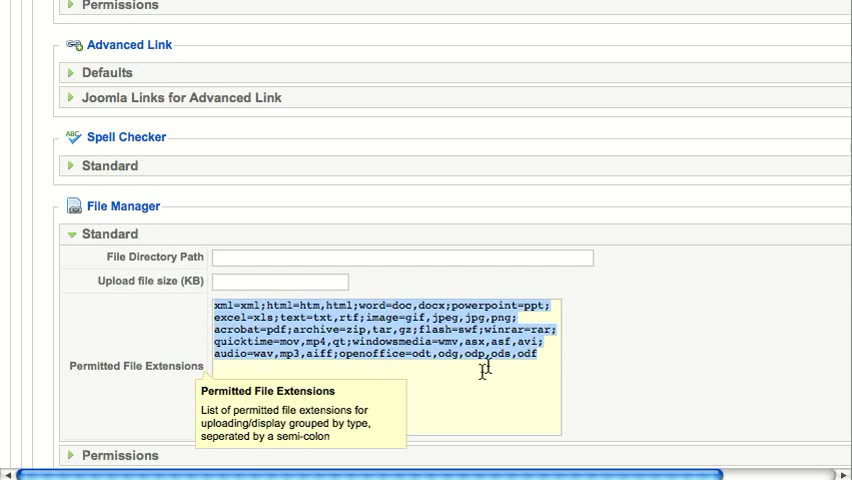 Permissions
Advanced Link
Defaults
Joomla Links for Advanced Link
ABC
Spell Checker
Standard
File Manager
Standard
File Directory Path
Upload file size (KB)
xml=xml;html=htm,html;word=doc,docx;powerpoint=ppt;
excel=xls;text=txt,rtf;image=gif,jpeg,jpg,png;
acrobat=pdf;archive=zip,tar,gz;flash=swf;winrar=rar;
quicktime=mov,mp4,qt;windowsmedia=wmv,asx,asf,avi;
audio=wav,mp3,aiff;openoffice=odt,odg,odp,ods,odf
Permitted File Extensions
Permitted File Extensions
List of permitted file extensions for
uploading/display grouped by type,
seperated by a semi-colon
Permissions